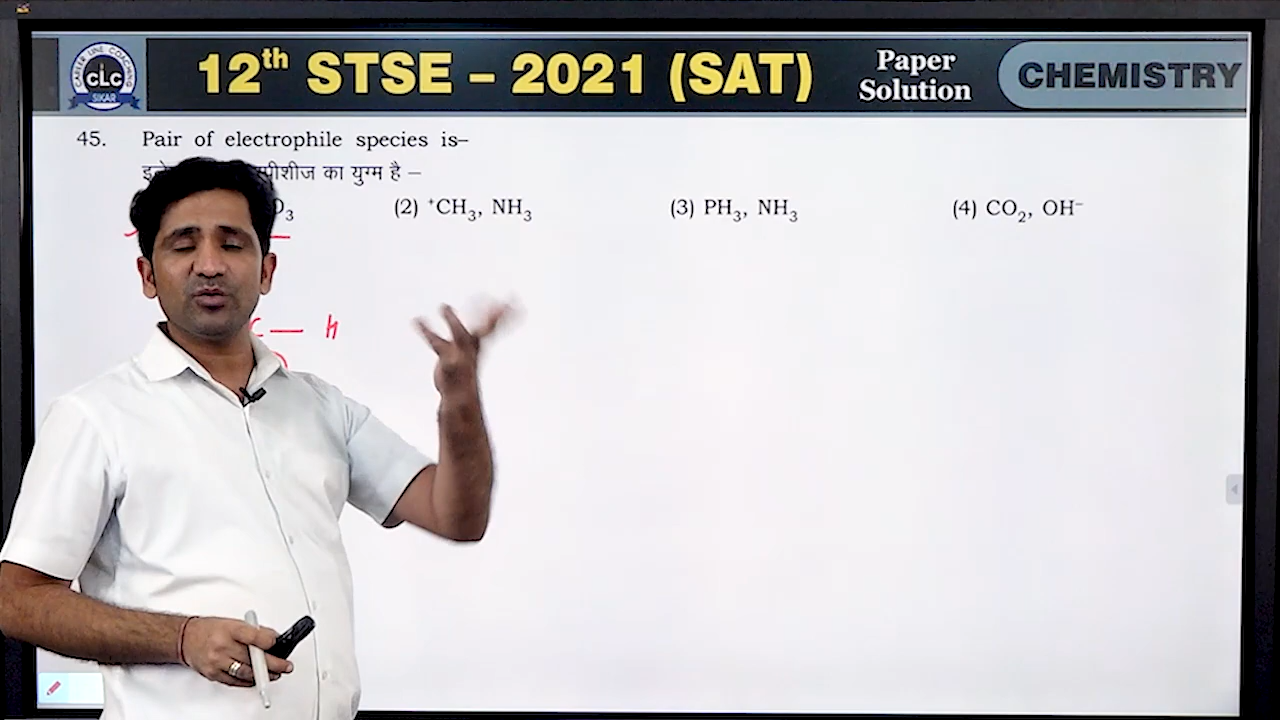 CAREER LINE COACHING
CLC
SIKAR
12th STSE – 2021 (SAT)
Paper
Solution
CHEMISTRY
45. Pair of electrophile species is–
का युग्म है –
(2) ⁺CH₃, NH₃ (3) PH₃, NH₃ (4) CO₂, OH⁻
C — H